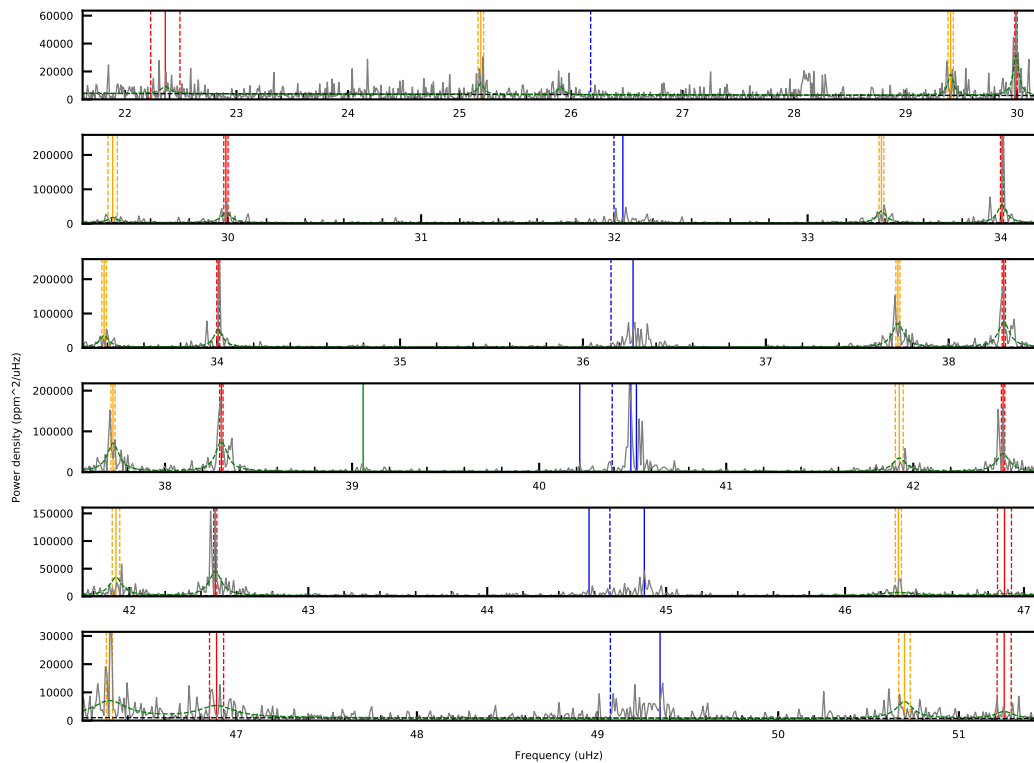 60000
40000
20000
0
22 23 24 25 26 27 28 29 30
200000
100000
0
30 31 32 33 34
200000
100000
0
34 35 36 37 38
200000
100000
0
38 39 40 41 42
Power density (ppm^2/uHz)
150000
100000
50000
0
42 43 44 45 46 47
30000
20000
10000
0
47 48 49 50 51
Frequency (uHz)